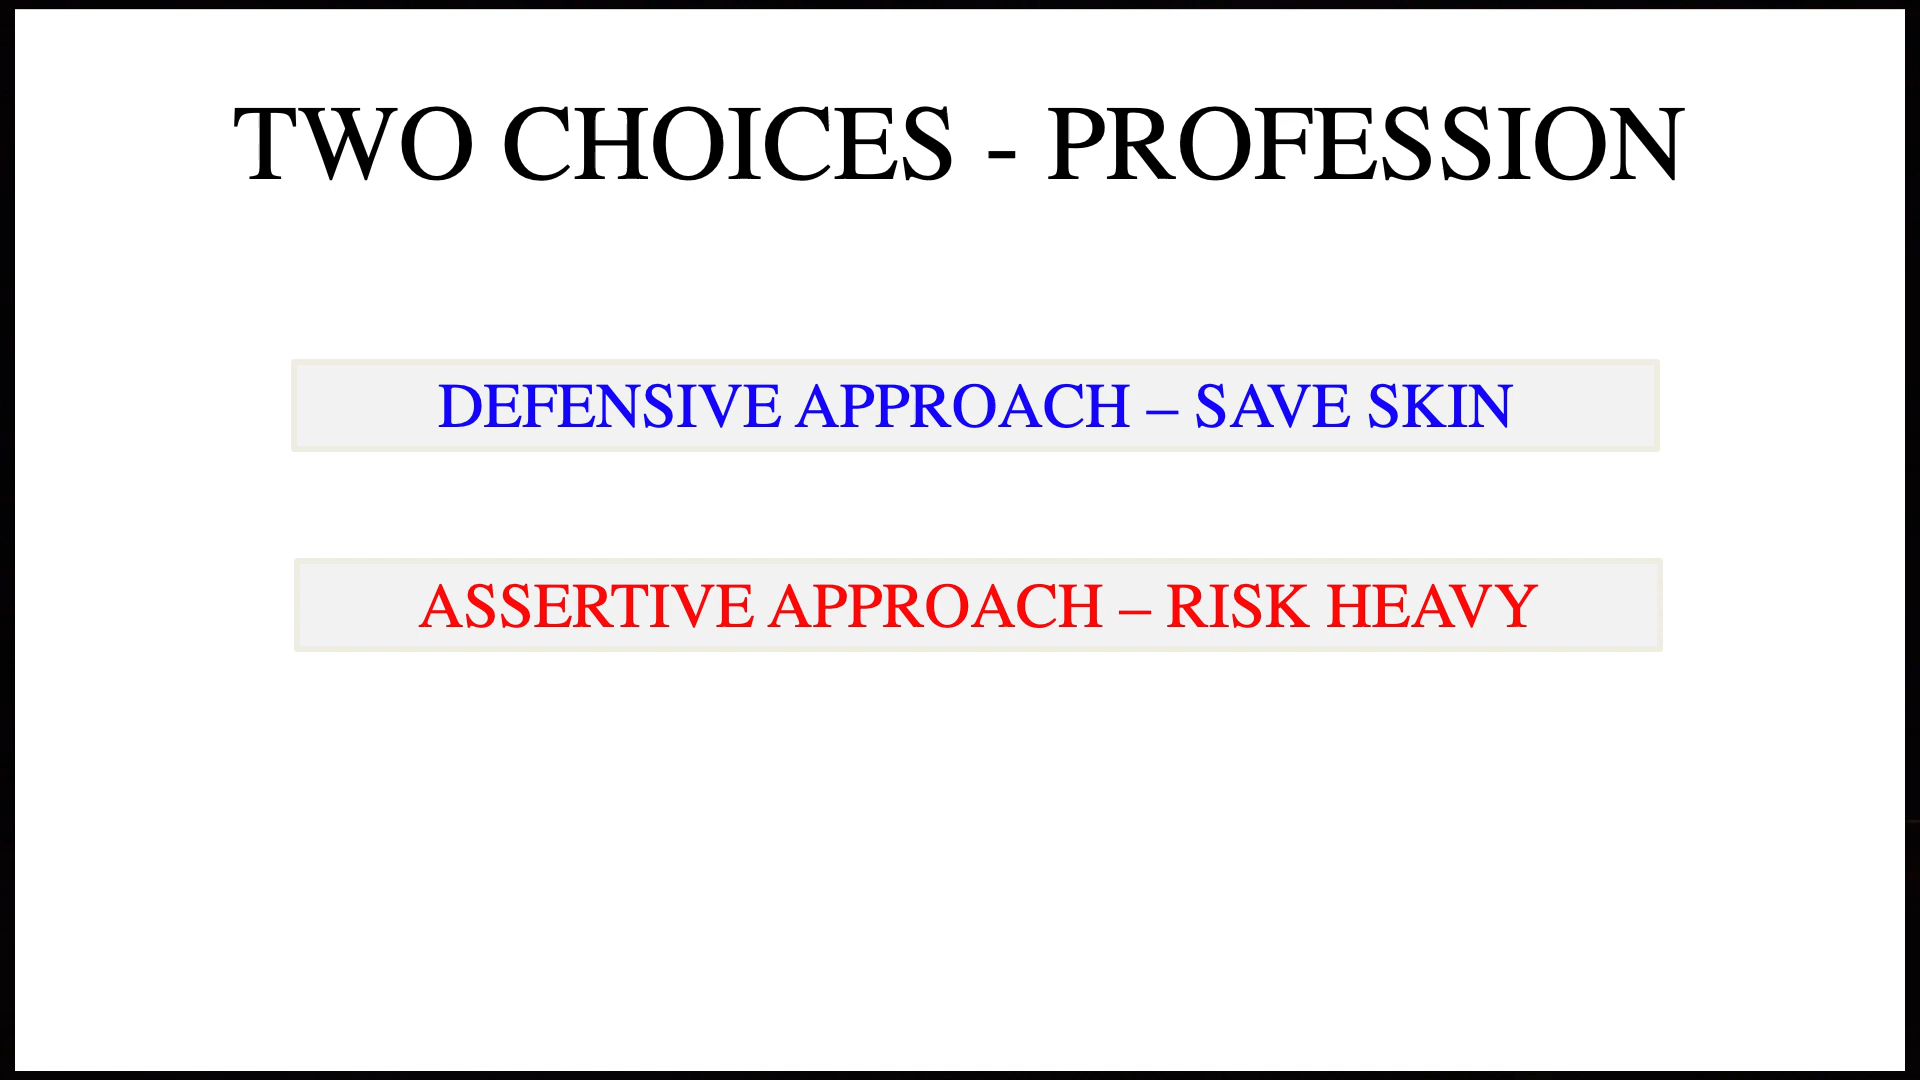 TWO CHOICES - PROFESSION
DEFENSIVE APPROACH – SAVE SKIN
ASSERTIVE APPROACH – RISK HEAVY